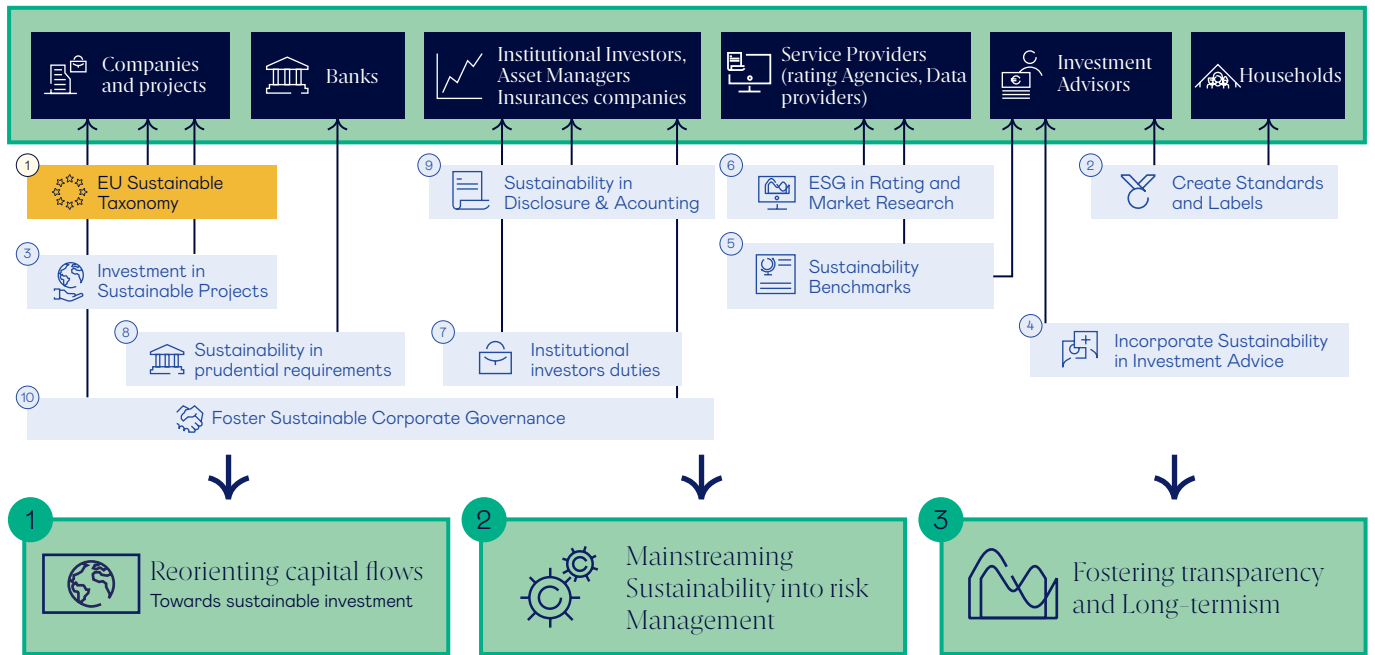 Companies
and projects
Banks
Institutional Investors,
Asset Managers
Insurances companies
Service Providers
(rating Agencies, Data
providers)
Investment
Advisors
Households
1
EU Sustainable
Taxonomy
9
Sustainability in
Disclosure & Acounting
6
ESG in Rating and
Market Research
2
Create Standards
and Labels
3
Investment in
Sustainable Projects
5
Sustainability
Benchmarks
8
Sustainability in
prudential requirements
7
Institutional
investors duties
4
Incorporate Sustainability
in Investment Advice
10
Foster Sustainable Corporate Governance
1
Reorienting capital flows
Towards sustainable investment
2
Mainstreaming
Sustainability into risk
Management
3
Fostering transparency
and Long-termism